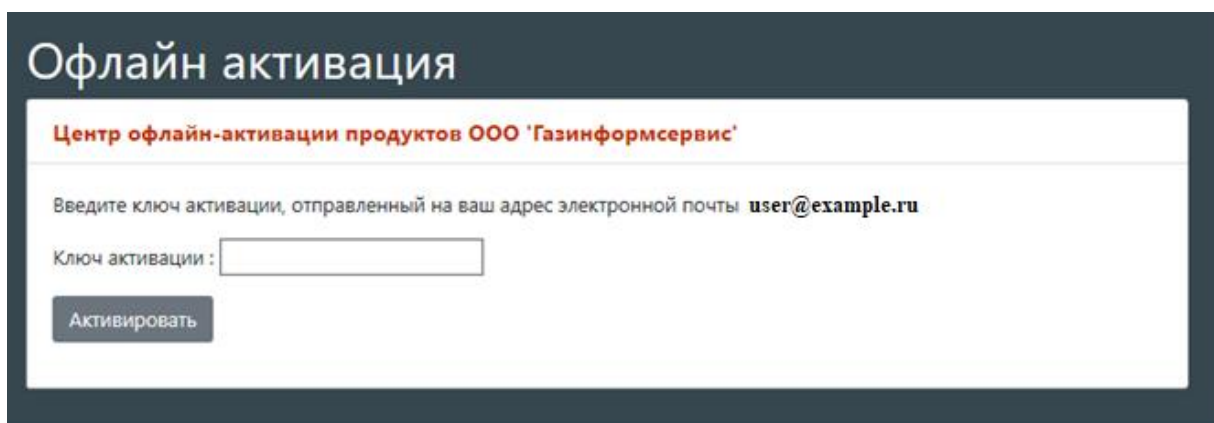 Офлайн активация
Центр офлайн-активации продуктов ООО 'Газинформсервис'
Введите ключ активации, отправленный на ваш адрес электронной почты user@example.ru
Ключ активации :
Активировать